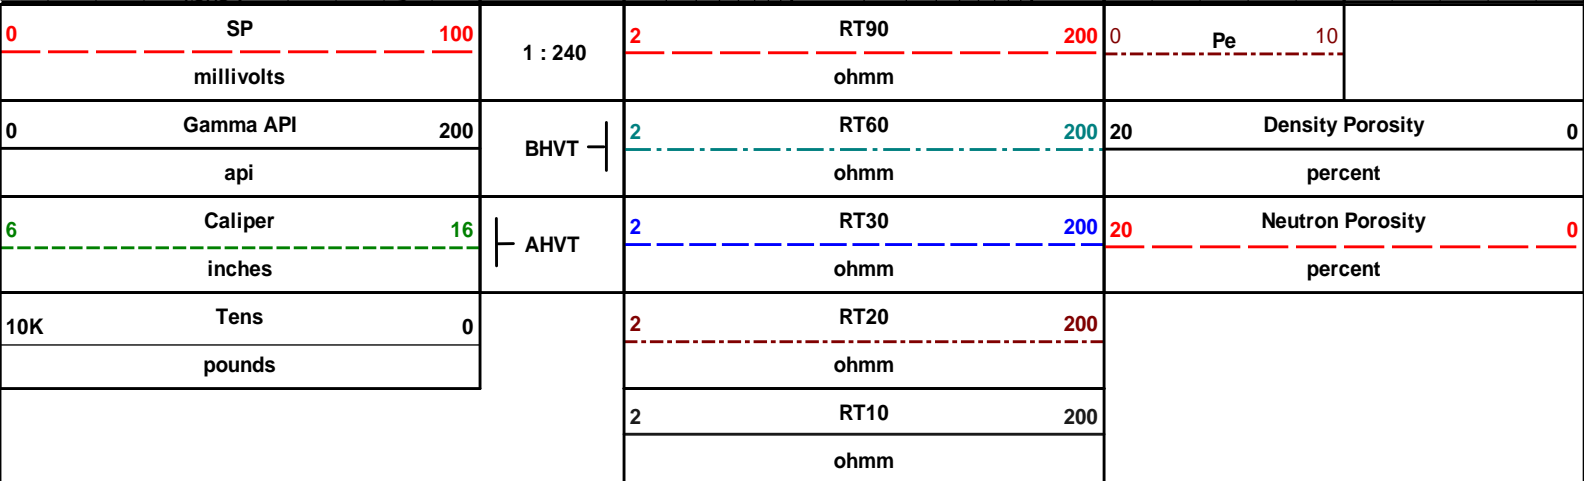 SP
0 100
millivolts
1 : 240
RT90
2 200
ohmm
0 Pe 10
Gamma API
0 200
api
BHVT
RT60
2 200
ohmm
Density Porosity
20 0
percent
Caliper
6 16
inches
AHVT
RT30
2 200
ohmm
Neutron Porosity
20 0
percent
Tens
10K 0
pounds
RT20
2 200
ohmm
RT10
2 200
ohmm